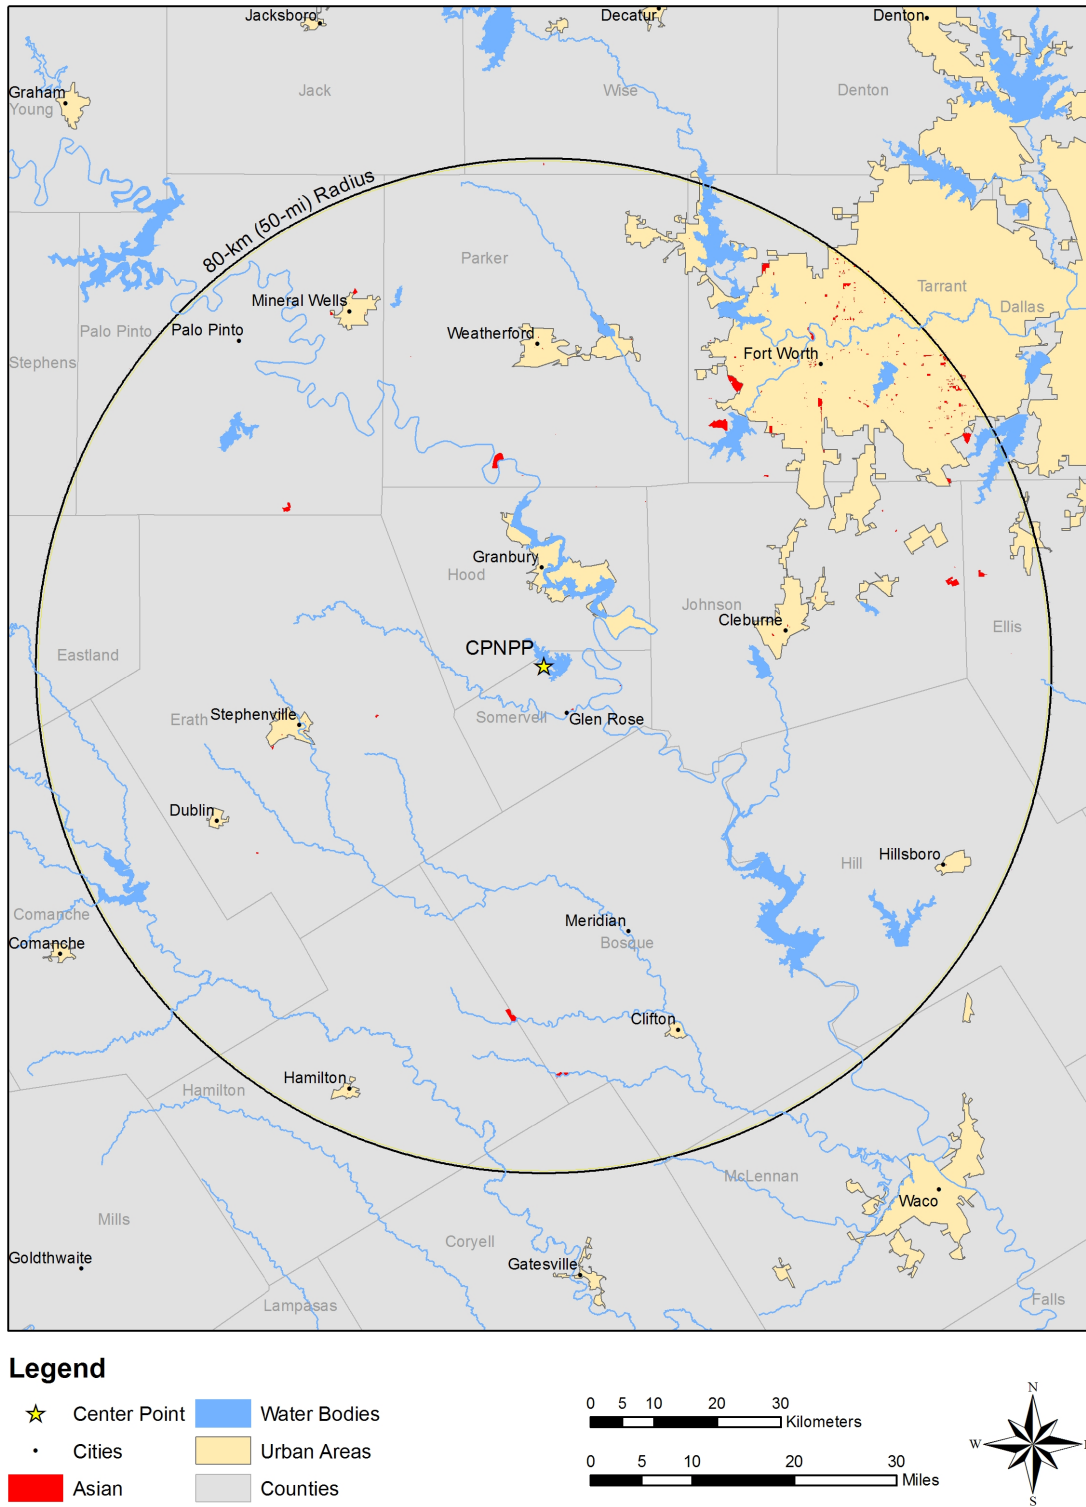 Jacksboro
Decatur
Denton
Graham
Young
Jack
Wise
Denton
80-km (50-mi) Radius
Parker
Tarrant
Mineral Wells
Dallas
Palo Pinto
Palo Pinto
Weatherford
Stephens
Fort Worth
Granbury
Hood
Johnson
Cleburne
Ellis
CPNPP
Eastland
Erath
Stephenville
Somervell
Glen Rose
Dublin
Hill
Hillsboro
Comanche
Meridian
Comanche
Bosque
Clifton
Hamilton
Hamilton
McLennan
Waco
Mills
Coryell
Goldthwaite
Gatesville
Lampasas
Falls
Legend
Center Point
Water Bodies
Cities
Urban Areas
Asian
Counties
0 5 10 20 30
Kilometers
0 5 10 20 30
Miles
N
W
S